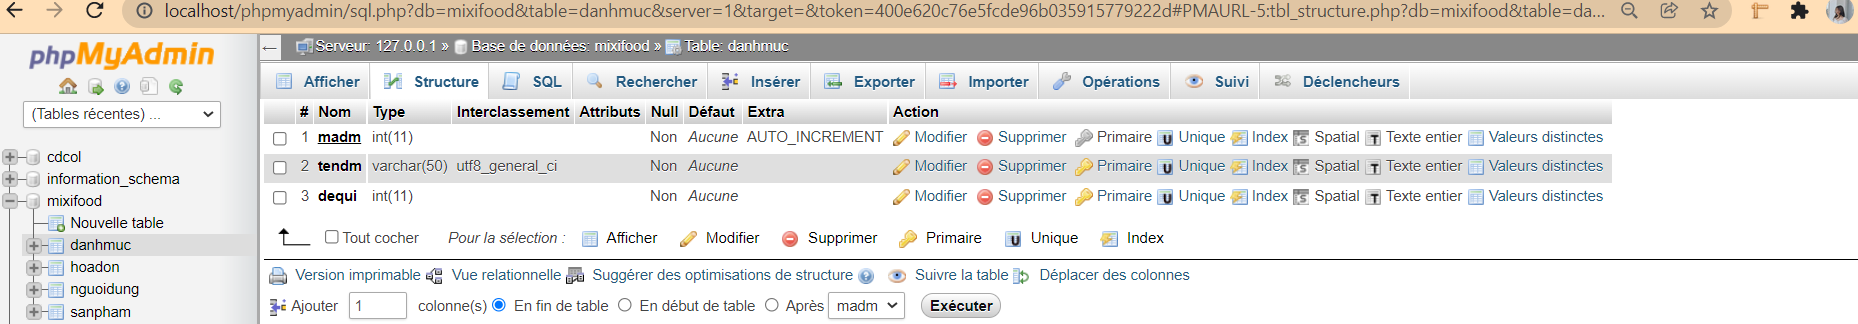 localhost/phpmyadmin/sql.php?db=mixifood&table=danhmuc&server=1&target=&token=400e620c76e5fcde96b035915779222d#PMAURL-5:tbl_structure.php?db=mixifood&table=da...
phpMyAdmin
(Tables récentes) ...
cdcol
information_schema
mixifood
Nouvelle table
danhmuc
hoadon
nguoidung
sanpham
Serveur: 127.0.0.1 » Base de données: mixifood » Table: danhmuc
Afficher Structure SQL Rechercher Insérer Exporter Importer Opérations Suivi Déclencheurs
# Nom Type Interclassement Attributs Null Défaut Extra Action
1 madm int(11) Non Aucune AUTO_INCREMENT Modifier Supprimer Primaire Unique Index Spatial Texte entier Valeurs distinctes
2 tendm varchar(50) utf8_general_ci Non Aucune Modifier Supprimer Primaire Unique Index Spatial Texte entier Valeurs distinctes
3 dequi int(11) Non Aucune Modifier Supprimer Primaire Unique Index Spatial Texte entier Valeurs distinctes
Tout cocher Pour la sélection : Afficher Modifier Supprimer Primaire Unique Index
Version imprimable Vue relationnelle Suggérer des optimisations de structure Suivre la table Déplacer des colonnes
Ajouter 1 colonne(s) En fin de table En début de table Après madm Exécuter